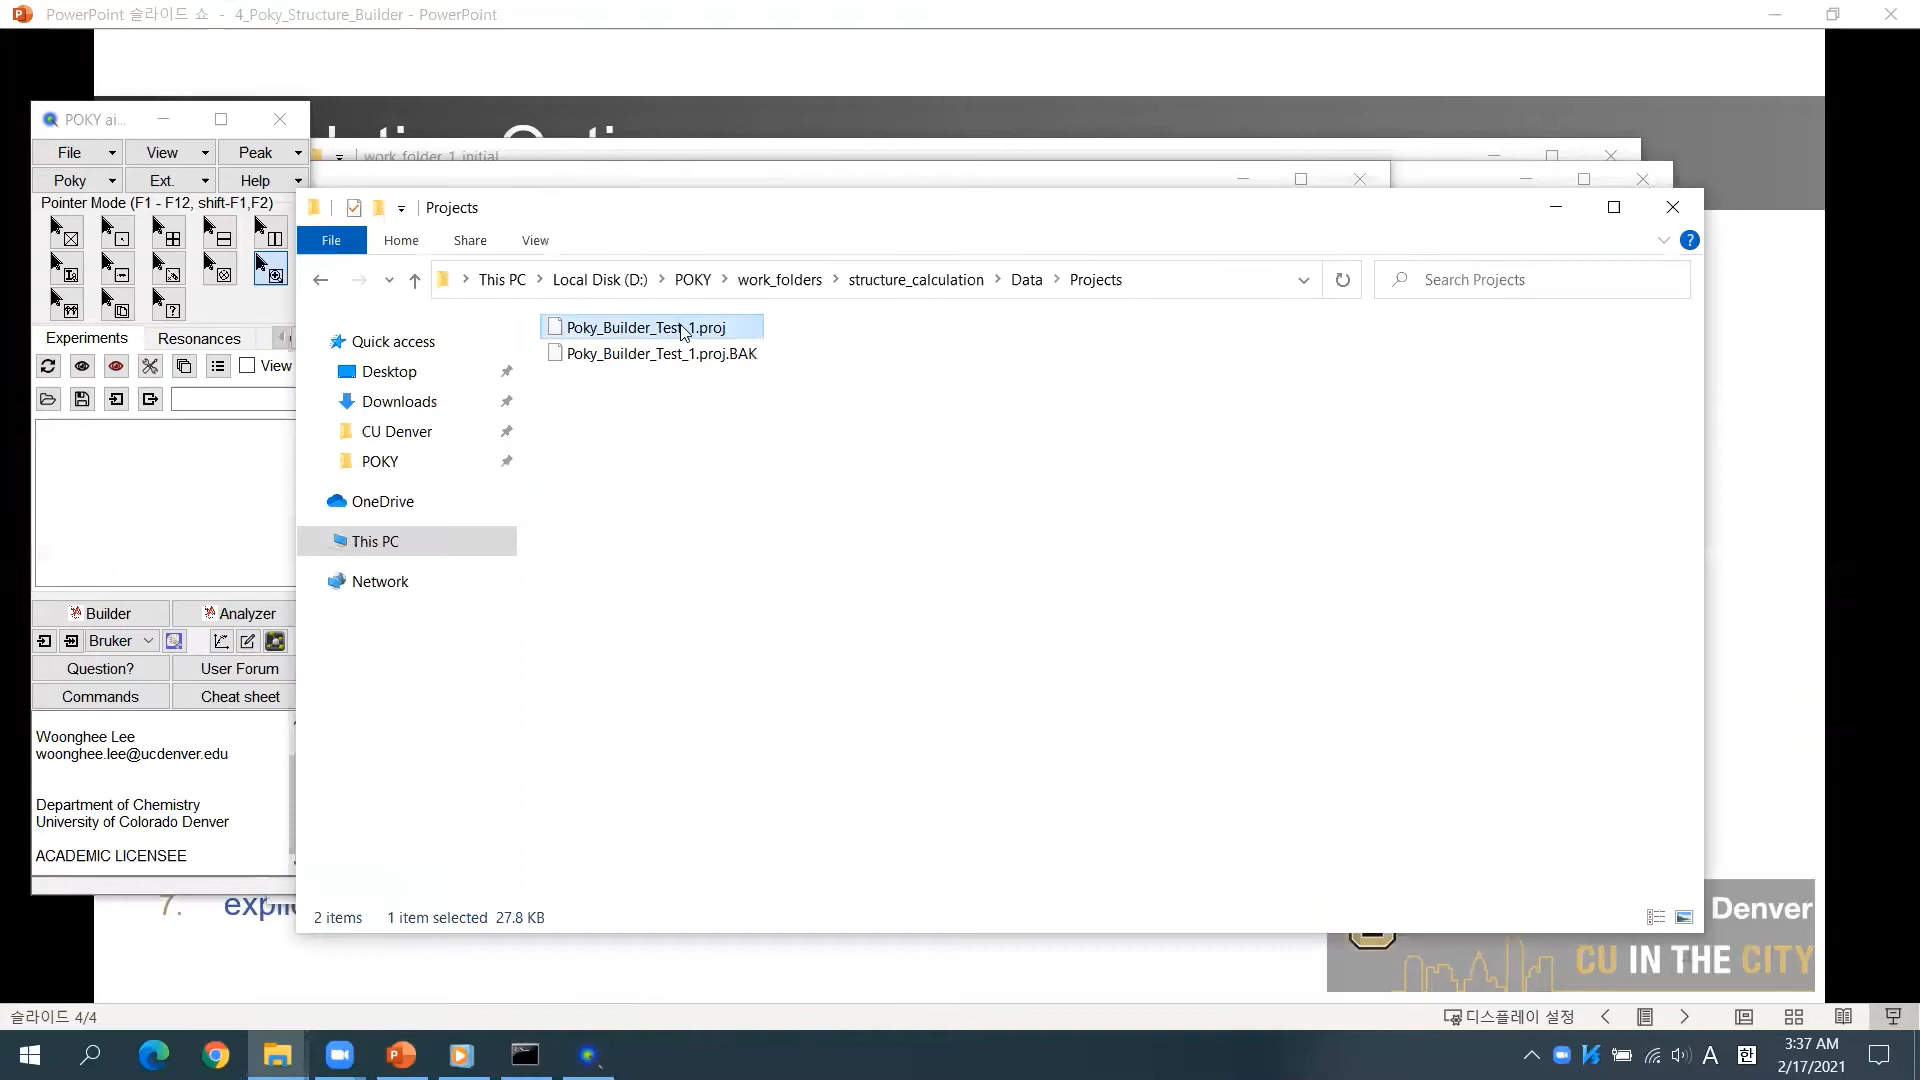 PowerPoint 슬라이드 쇼 - 4_Poky_Structure_Builder - PowerPoint
work_folder_1_initial
POKY ai...
File View Peak
Poky Ext. Help
Pointer Mode (F1 - F12, shift-F1,F2)
Experiments Resonances
View
Builder Analyzer
Bruker
Question? User Forum
Commands Cheat sheet
Woonghee Lee
woonghee.lee@ucdenver.edu
Department of Chemistry
University of Colorado Denver
ACADEMIC LICENSEE
Projects
File Home Share View
This PC Local Disk (D:) POKY work_folders structure_calculation Data Projects
Search Projects
Quick access
Desktop
Downloads
CU Denver
POKY
OneDrive
This PC
Network
Poky_Builder_Test_1.proj
Poky_Builder_Test_1.proj.BAK
2 items 1 item selected 27.8 KB
7.
Denver
CU IN THE CITY
슬라이드 4/4
디스플레이 설정
A 한 3:37 AM
2/17/2021